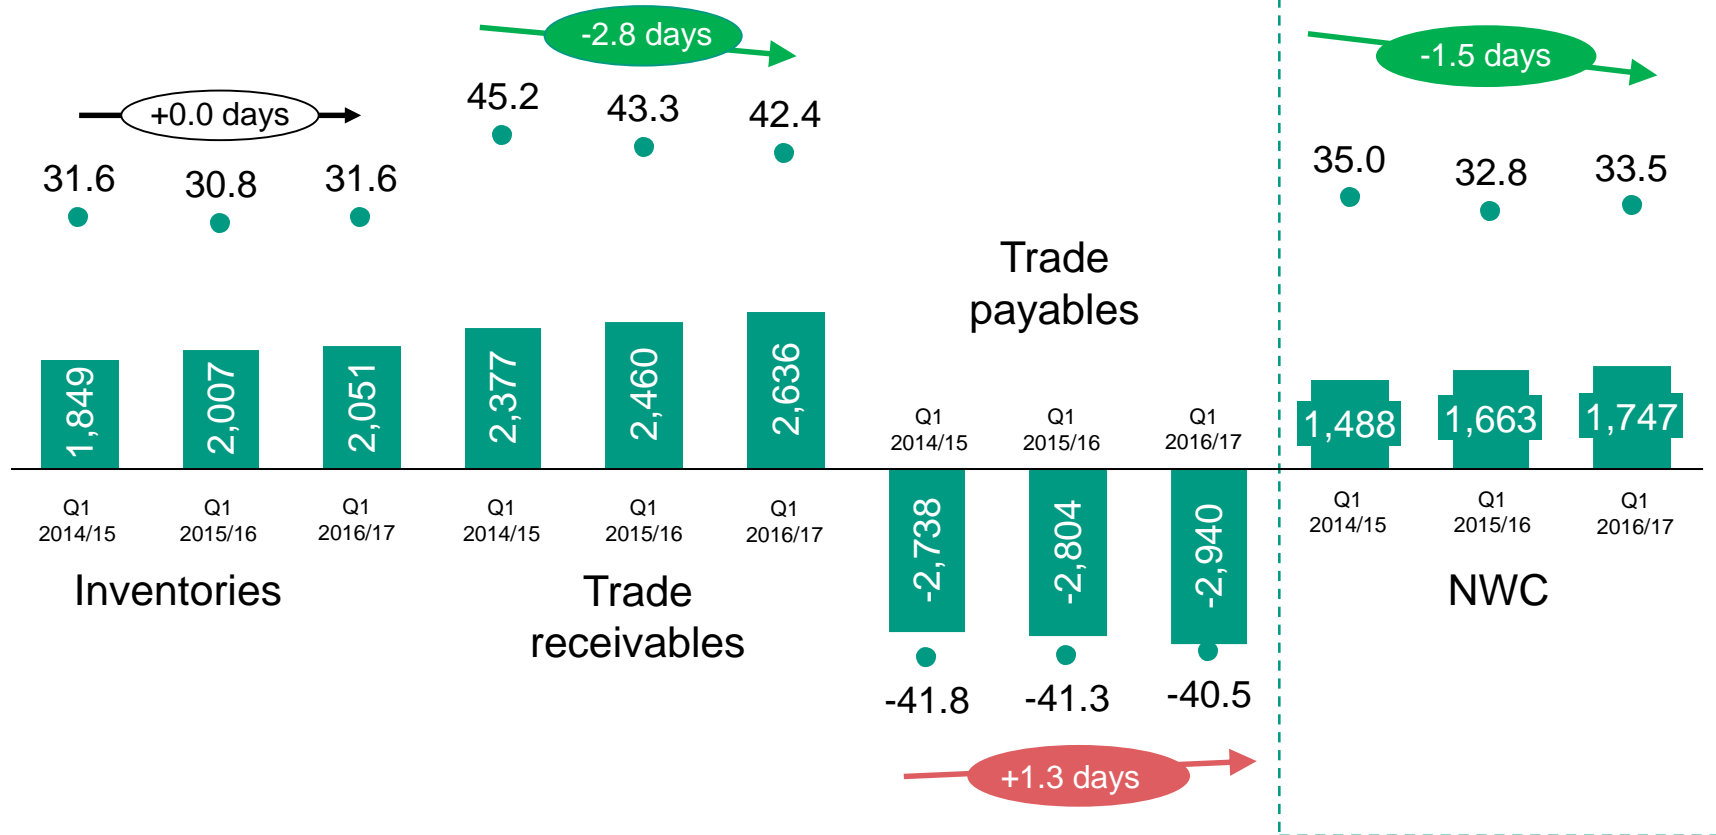 +0.0 days
31.6
30.8
31.6
1,849
2,007
2,051
Q1
2014/15
Q1
2015/16
Q1
2016/17
Inventories
-2.8 days
45.2
43.3
42.4
2,377
2,460
2,636
Q1
2014/15
Q1
2015/16
Q1
2016/17
Trade
receivables
Trade
payables
Q1
2014/15
Q1
2015/16
Q1
2016/17
-2,738
-2,804
-2,940
-41.8
-41.3
-40.5
+1.3 days
-1.5 days
35.0
32.8
33.5
1,488
1,663
1,747
Q1
2014/15
Q1
2015/16
Q1
2016/17
NWC